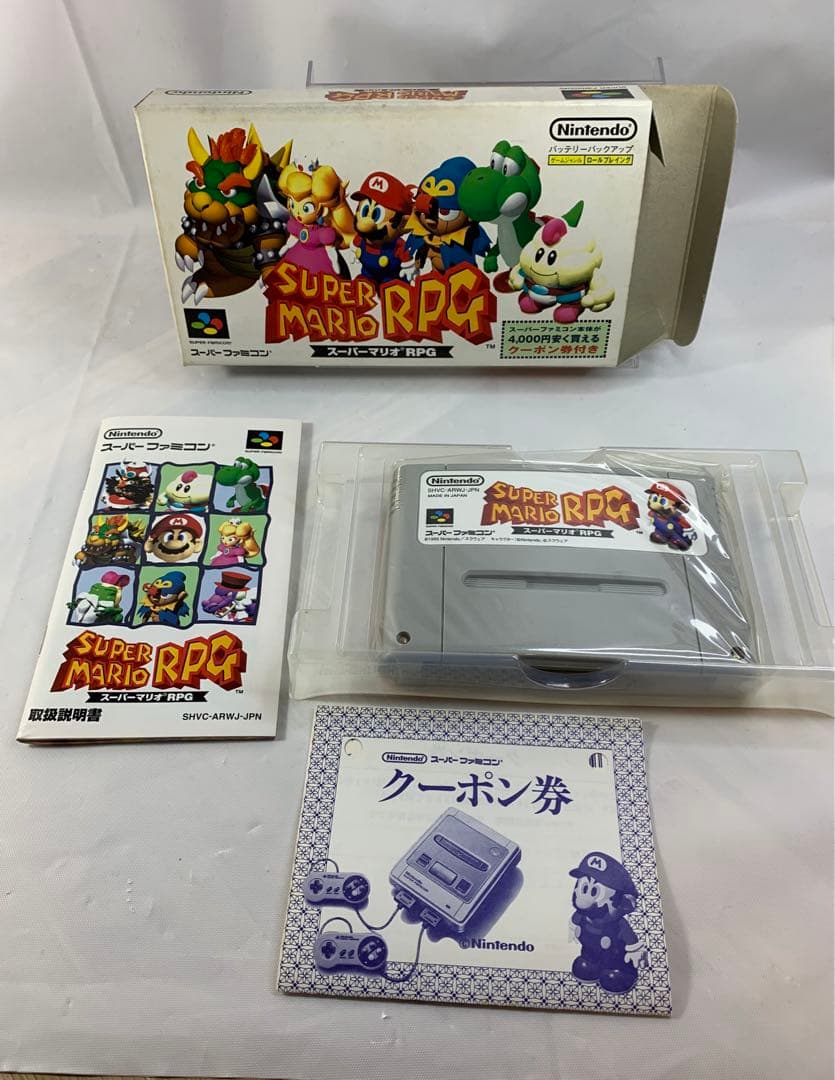 Nintendo
Nintendo
バッテリーバックアップ
ゲームジャンル ロールプレイング
SUPER
MARIO RPG
TM
スーパーマリオ RPG
SUPER FAMICOM
スーパーファミコン
スーパーファミコン本体が
4,000円安く買える
クーポン券付き
Nintendo
スーパーファミコン
SUPER FAMICOM
SUPER
MARIO RPG
TM
スーパーマリオ RPG
取扱説明書
SHVC-ARWJ-JPN
Nintendo
SHVC-ARWJ-JPN
MADE IN JAPAN
SUPER
MARIO RPG
スーパーマリオ RPG
スーパーファミコン
Nintendo スーパーファミコン
クーポン券
M
©Nintendo